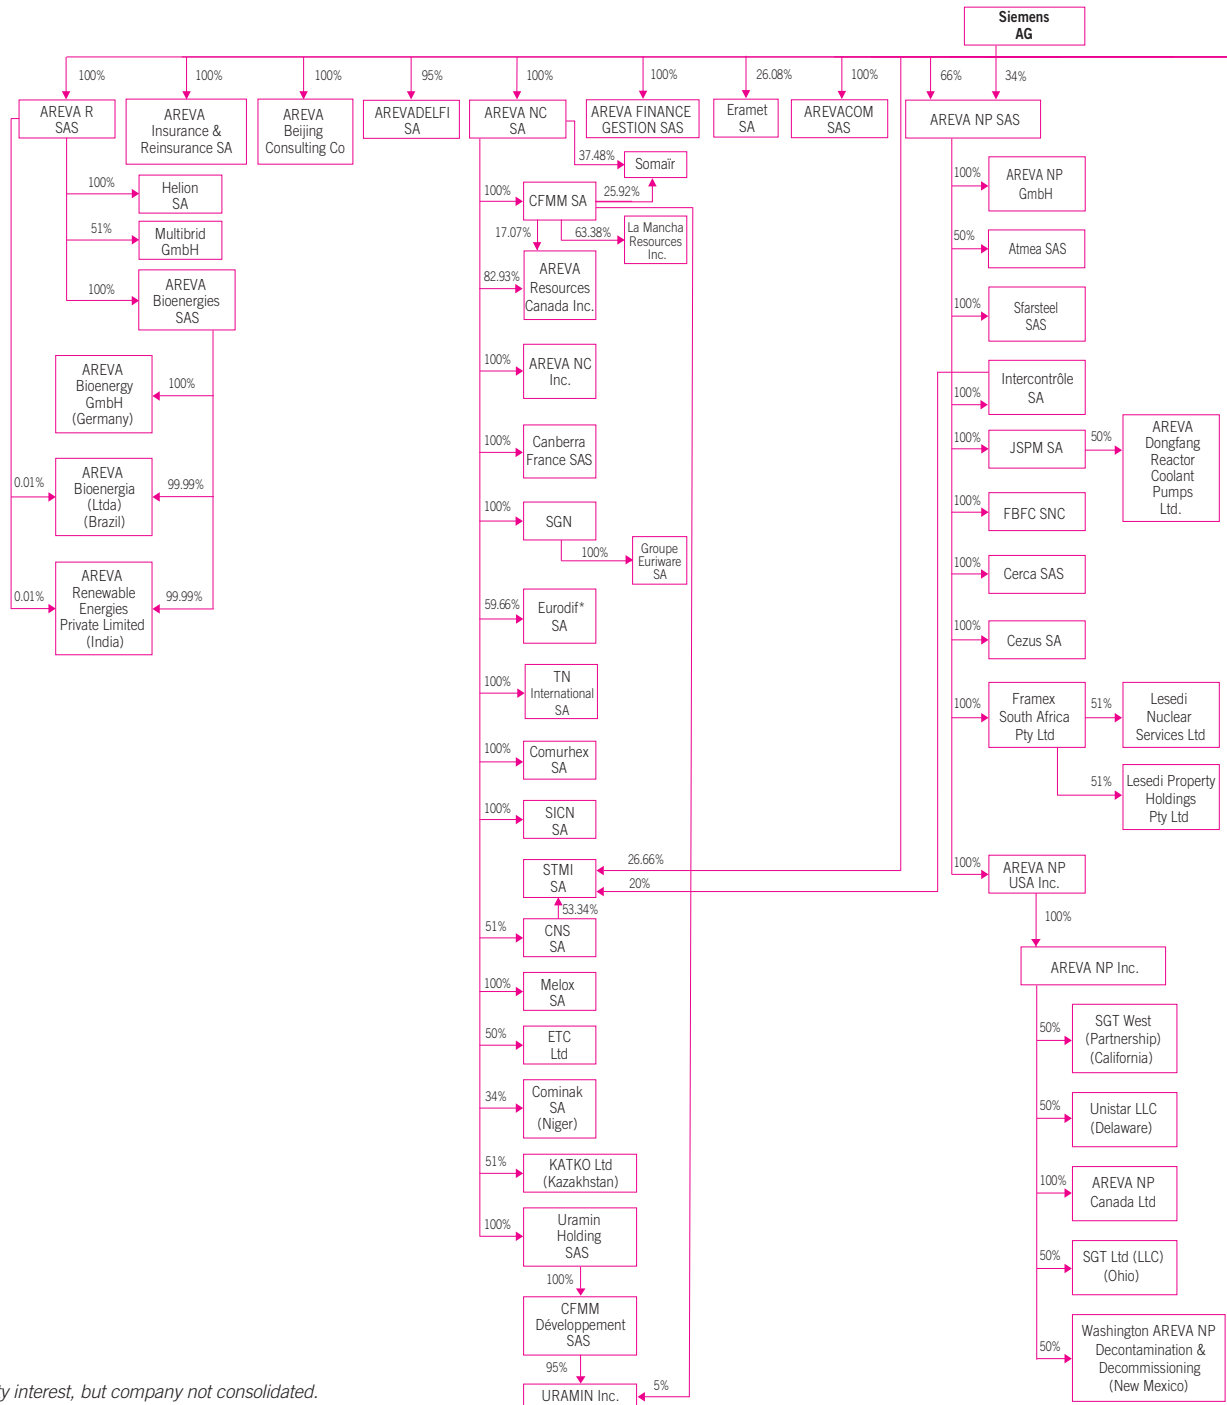 Siemens
AG
100%
100%
100%
95%
100%
100%
26.08%
100%
66%
34%
AREVA R
SAS
AREVA
Insurance &
Reinsurance SA
AREVA
Beijing
Consulting Co
AREVADELFI
SA
AREVA NC
SA
AREVA FINANCE
GESTION SAS
Eramet
SA
AREVACOM
SAS
AREVA NP SAS
100%
Helion
SA
51%
Multibrid
GmbH
100%
AREVA
Bioenergies
SAS
AREVA
Bioenergy
GmbH
(Germany)
100%
0.01%
AREVA
Bioenergia
(Ltda)
(Brazil)
99.99%
0.01%
AREVA
Renewable
Energies
Private Limited
(India)
99.99%
37.48%
Somaïr
100%
CFMM SA
25.92%
17.07%
63.38%
La Mancha
Resources
Inc.
82.93%
AREVA
Resources
Canada Inc.
100%
AREVA NC
Inc.
100%
Canberra
France SAS
100%
SGN
100%
Groupe
Euriware
SA
59.66%
Eurodif*
SA
100%
TN
International
SA
100%
Comurhex
SA
100%
SICN
SA
STMI
SA
26.66%
20%
53.34%
51%
CNS
SA
100%
Melox
SA
50%
ETC
Ltd
34%
Cominak
SA
(Niger)
51%
KATKO Ltd
(Kazakhstan)
100%
Uramin
Holding
SAS
100%
CFMM
Développement
SAS
95%
URAMIN Inc.
5%
100%
AREVA NP
GmbH
50%
Atmea SAS
100%
Sfarsteel
SAS
100%
Intercontrôle
SA
100%
JSPM SA
50%
AREVA
Dongfang
Reactor
Coolant
Pumps
Ltd.
100%
FBFC SNC
100%
Cerca SAS
100%
Cezus SA
100%
Framex
South Africa
Pty Ltd
51%
Lesedi
Nuclear
Services Ltd
51%
Lesedi Property
Holdings
Pty Ltd
100%
AREVA NP
USA Inc.
100%
AREVA NP Inc.
50%
SGT West
(Partnership)
(California)
50%
Unistar LLC
(Delaware)
100%
AREVA NP
Canada Ltd
50%
SGT Ltd (LLC)
(Ohio)
50%
Washington AREVA NP
Decontamination &
Decommissioning
(New Mexico)
ty interest, but company not consolidated.